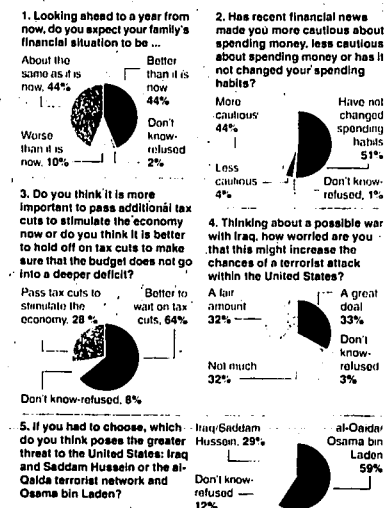 1. Looking ahead to a year from
now, do you expect your family's
financial situation to be ...
About the
same as it is
now, 44%
Better
than it is
now
44%
Worse
than it is
now, 10%
Don't
know-
refused
2%
2. Has recent financial news
made you more cautious about
spending money, less cautious
about spending money or has it
not changed your spending
habits?
More
cautious
44%
Have not
changed
spending
habits
51%
Less
cautious
4%
Don't know-
refused, 1%
3. Do you think it is more
important to pass additional tax
cuts to stimulate the economy
now or do you think it is better
to hold off on tax cuts to make
sure that the budget does not go
into a deeper deficit?
Pass tax cuts to
stimulate the
economy, 28 %
Better to
wait on tax
cuts, 64%
Don't know-refused, 8%
4. Thinking about a possible war
with Iraq, how worried are you
that this might increase the
chances of a terrorist attack
within the United States?
A fair
amount
32%
A great
deal
33%
Not much
32%
Don't
know-
refused
3%
5. If you had to choose, which
do you think poses the greater
threat to the United States: Iraq
and Saddam Hussein or the al-
Qaida terrorist network and
Osama bin Laden?
Iraq/Saddam
Hussein, 29%
al-Qaida/
Osama bin
Laden
59%
Don't know-
refused
12%